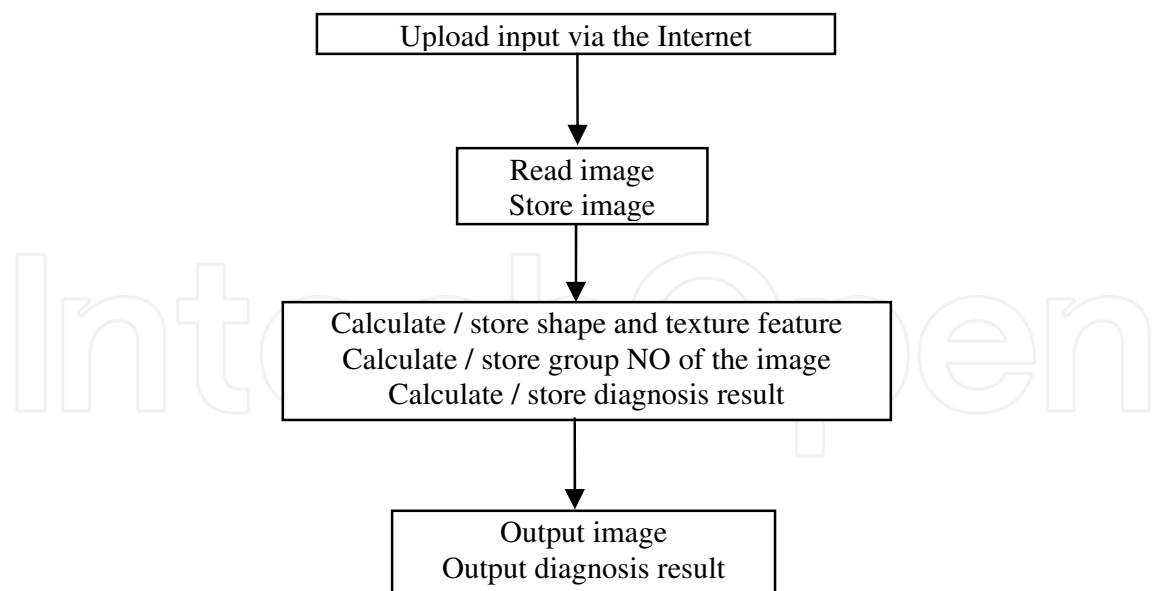 Upload input via the Internet
Read image
Store image
IntechOpen
Calculate / store shape and texture feature
Calculate / store group NO of the image
Calculate / store diagnosis result
Output image
Output diagnosis result